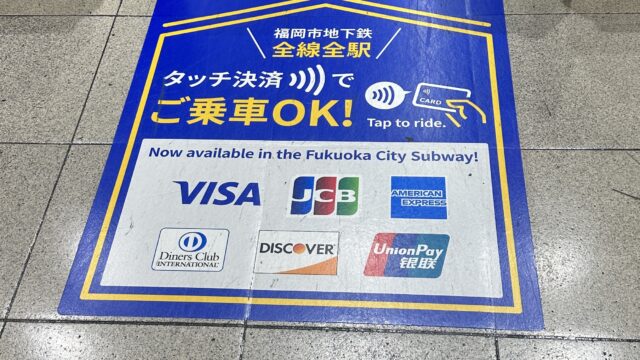 福岡市地下鉄
全線全駅
タッチ決済 で
ご乗車OK!
CARD
Tap to ride.
Now available in the Fukuoka City Subway!
VISA JCB AMERICAN EXPRESS
Diners Club INTERNATIONAL DISCOVER UnionPay 银联